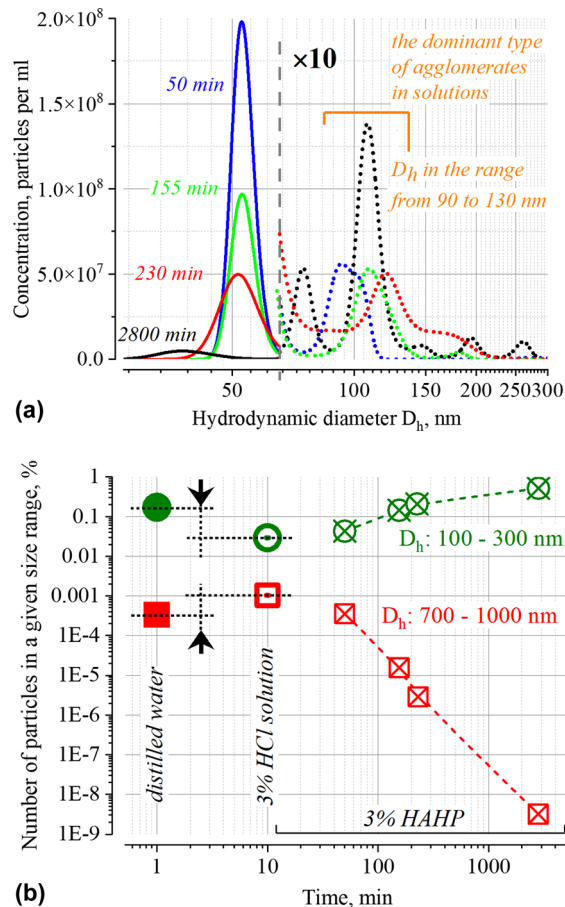 2.0×10⁸
1.5×10⁸
1.0×10⁸
5.0×10⁷
0.0
Concentration, particles per ml
50 min
155 min
230 min
2800 min
×10
the dominant type
of agglomerates
in solutions
Dₕ in the range
from 90 to 130 nm
50 100 150 200 250 300
Hydrodynamic diameter Dₕ, nm
(a)
Number of particles in a given size range, %
1
0.1
0.01
0.001
1E-4
1E-5
1E-6
1E-7
1E-8
1E-9
Dₕ: 100 - 300 nm
Dₕ: 700 - 1000 nm
distilled water
3% HCl solution
3% HAHP
1 10 100 1000
Time, min
(b)